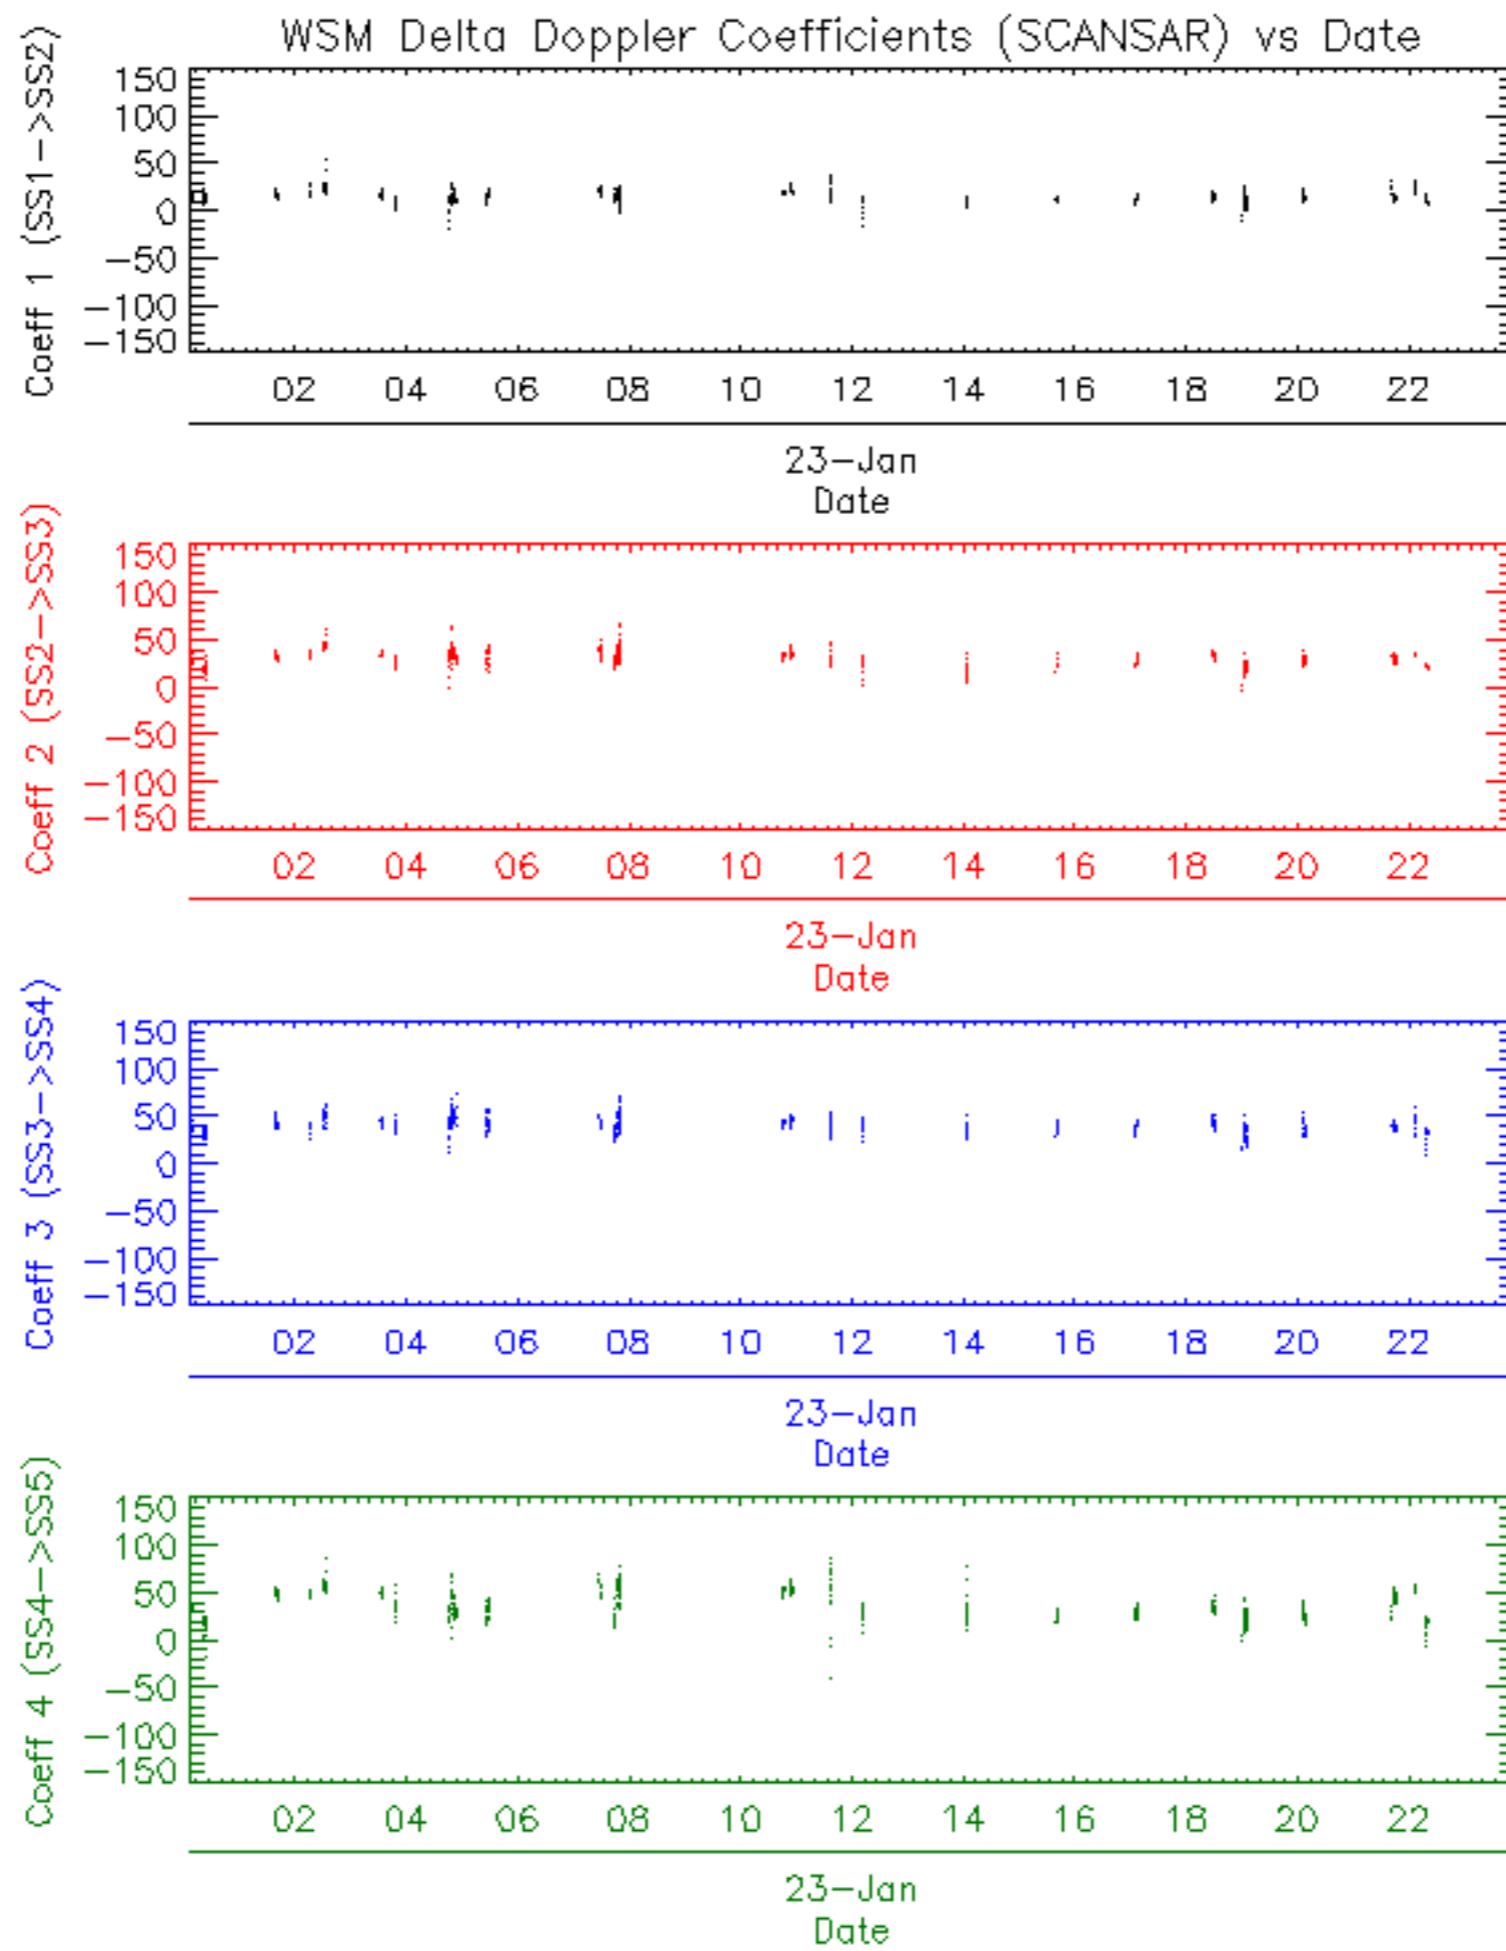 WSM Delta Doppler Coefficients (SCANSAR) vs Date
Coeff 1 (SS1->SS2)
150
100
50
0
-50
-100
-150
02 04 06 08 10 12 14 16 18 20 22
23-Jan
Date
Coeff 2 (SS2->SS3)
150
100
50
0
-50
-100
-150
02 04 06 08 10 12 14 16 18 20 22
23-Jan
Date
Coeff 3 (SS3->SS4)
150
100
50
0
-50
-100
-150
02 04 06 08 10 12 14 16 18 20 22
23-Jan
Date
Coeff 4 (SS4->SS5)
150
100
50
0
-50
-100
-150
02 04 06 08 10 12 14 16 18 20 22
23-Jan
Date